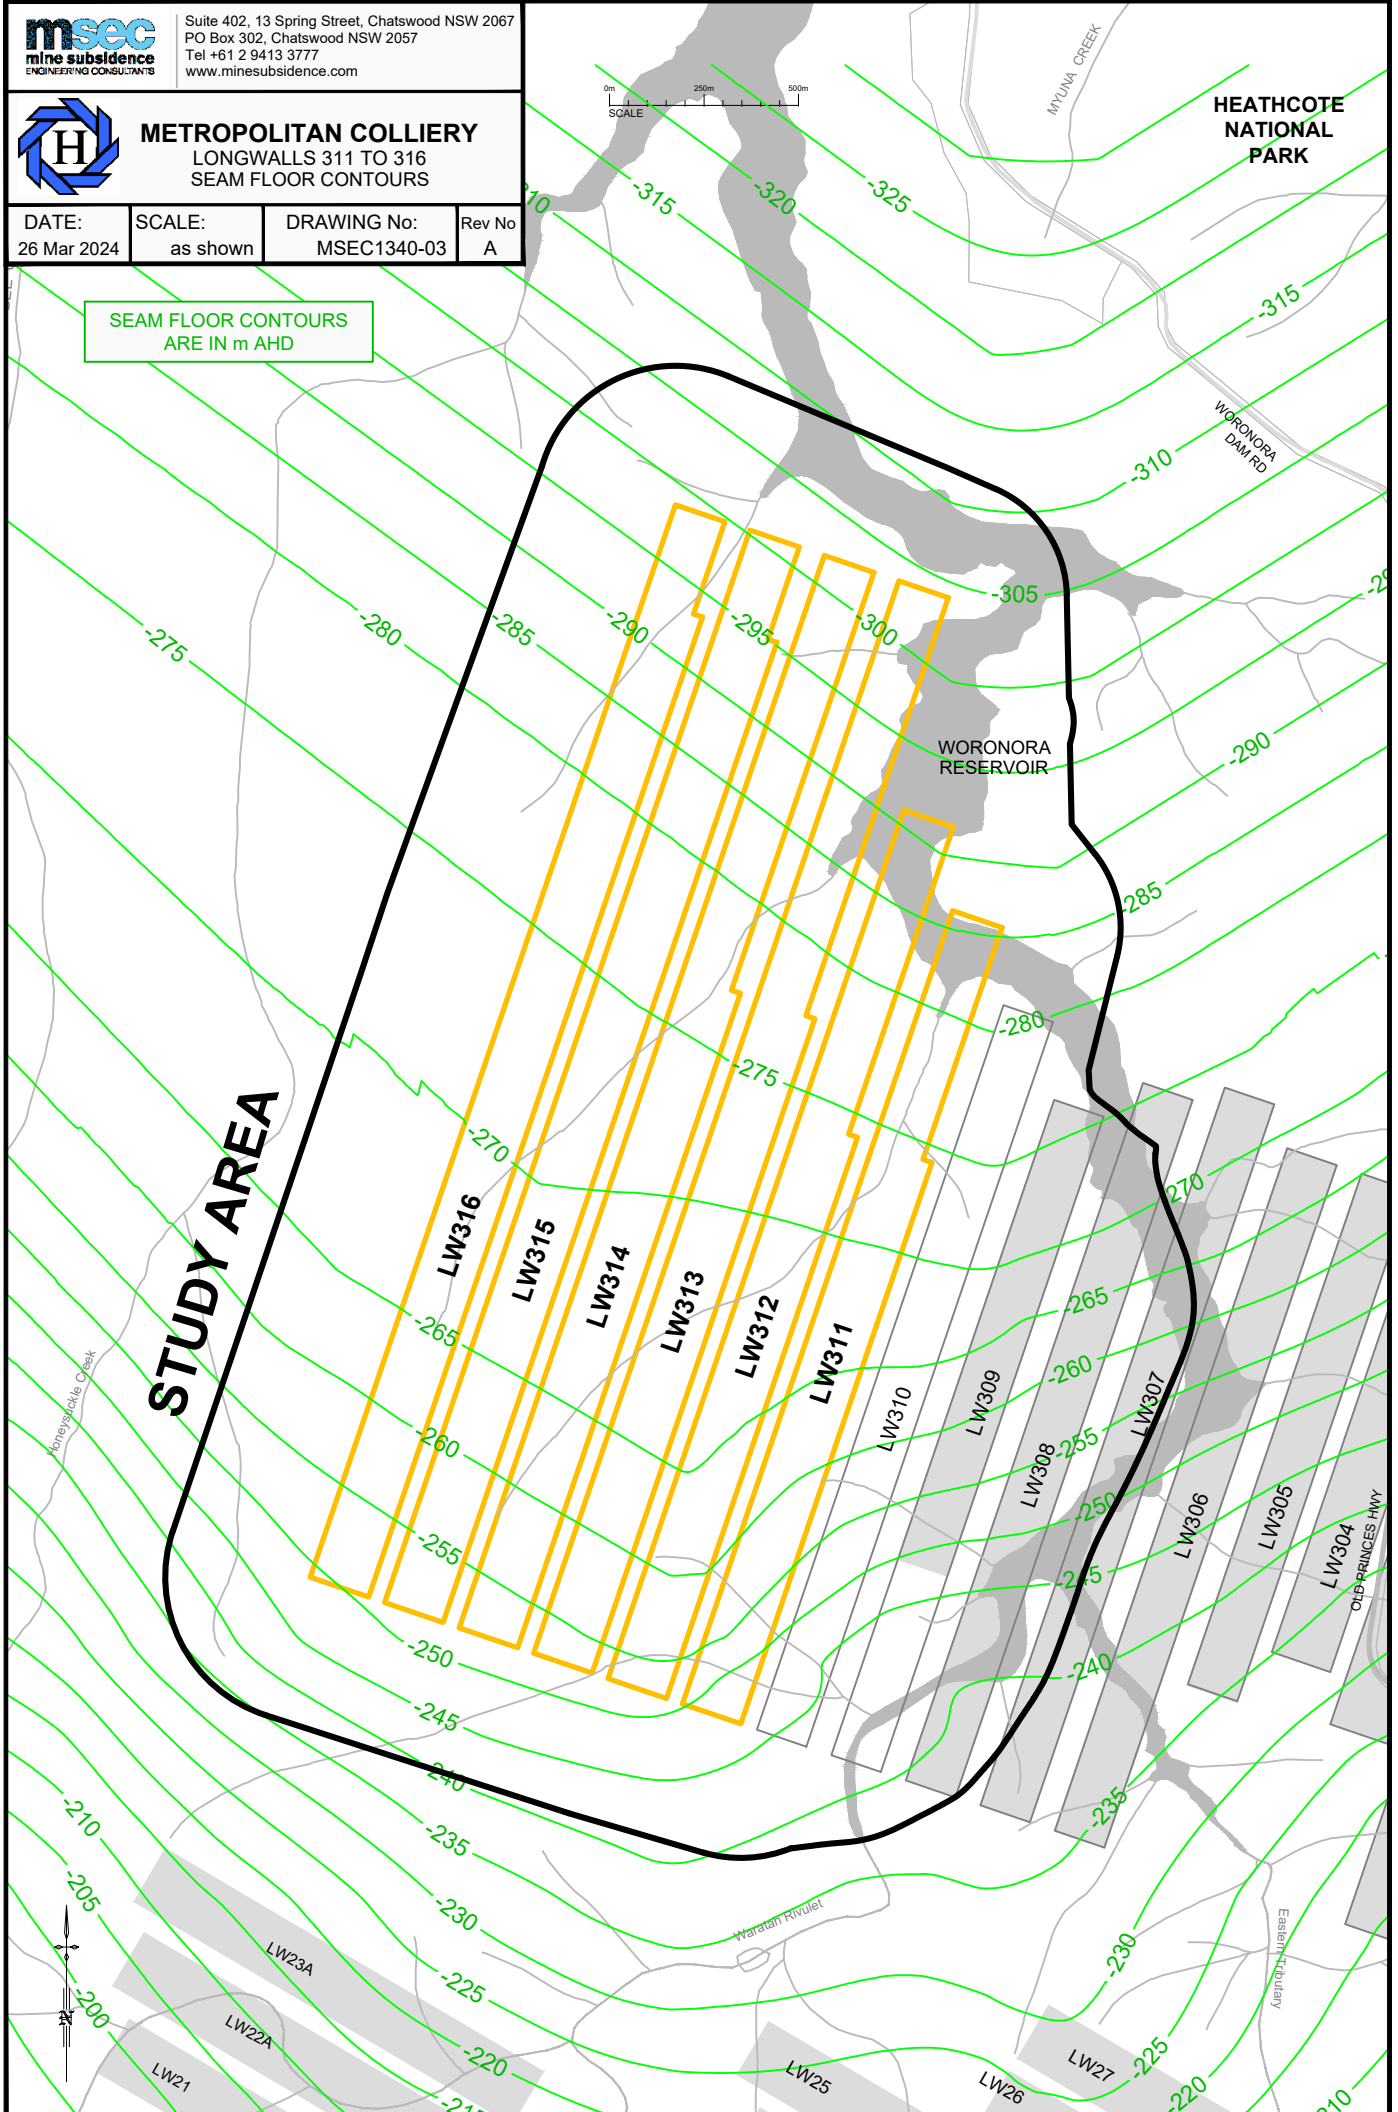 msec
mine subsidence
ENGINEERING CONSULTANTS
Suite 402, 13 Spring Street, Chatswood NSW 2067
PO Box 302, Chatswood NSW 2057
Tel +61 2 9413 3777
www.minesubsidence.com
H
METROPOLITAN COLLIERY
LONGWALLS 311 TO 316
SEAM FLOOR CONTOURS
DATE:
26 Mar 2024
SCALE:
as shown
DRAWING No:
MSEC1340-03
Rev No
A
SEAM FLOOR CONTOURS
ARE IN m AHD
0m 250m 500m
SCALE
MYUNA CREEK
HEATHCOTE
NATIONAL
PARK
-315
-320
-325
-315
WORONORA
DAM RD
-310
-305
-275
-280
-285
-290
-295
-300
WORONORA
RESERVOIR
-290
-285
-280
-275
-270
270
STUDY AREA
LW316
LW315
LW314
LW313
LW312
LW311
LW310
LW309
LW308
LW307
LW306
LW305
LW304
OLD PRINCES HWY
Honeysuckle Creek
-265
-265
-260
-260
-255
-255
-250
-250
-245
-245
-240
-240
-235
-235
-210
-205
-200
-230
-230
-225
-225
-220
-220
Waratah Rivulet
Eastern Tributary
LW23A
LW22A
LW21
LW25
LW26
LW27
N